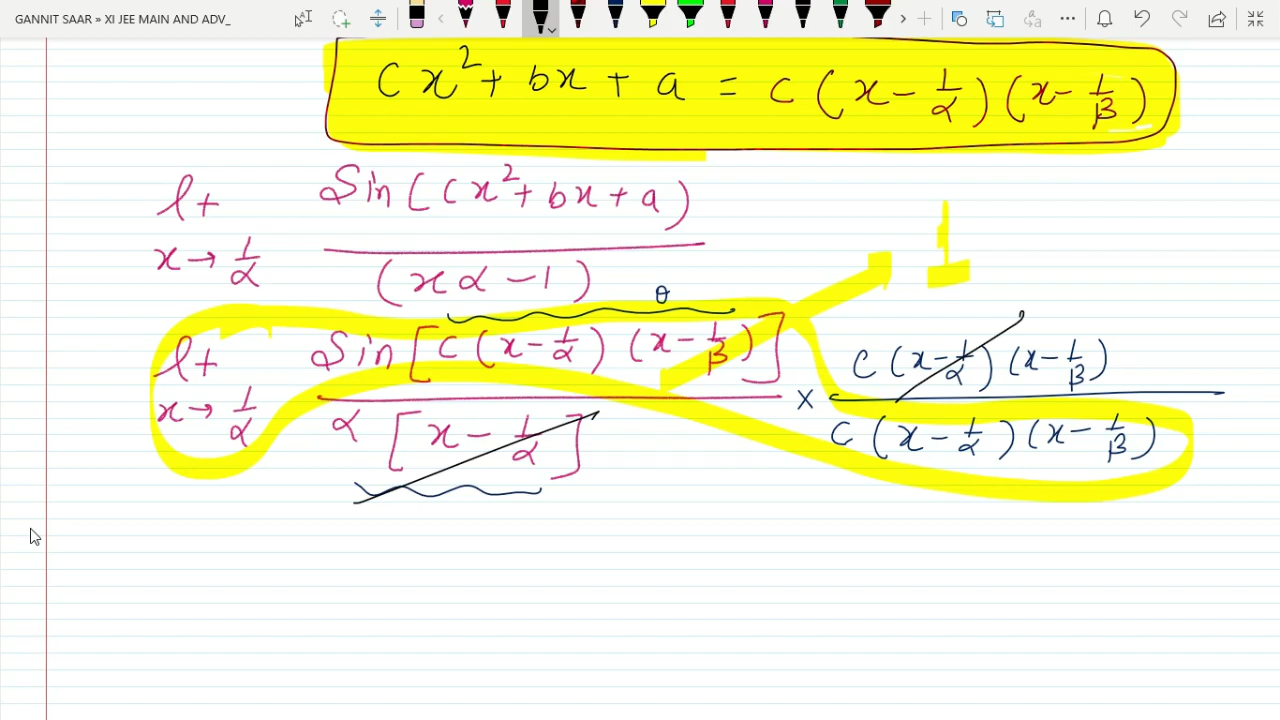 GANNIT SAAR » XI JEE MAIN AND ADV_
Cx² + bx + a = C (x - 1/α) (x - 1/β)
lt x→1/α Sin (Cx² + bx + a) / (xα - 1)
1
θ
lt x→1/α Sin [C (x - 1/α) (x - 1/β)] / α [x - 1/α] × C (x - 1/α) (x - 1/β) / C (x - 1/α) (x - 1/β)